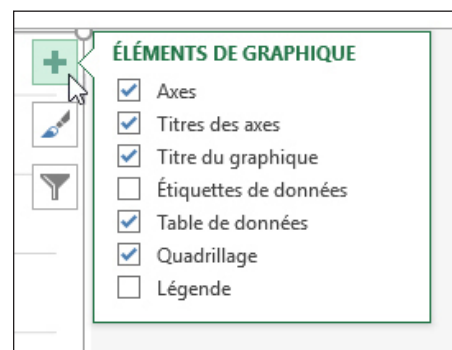 ÉLÉMENTS DE GRAPHIQUE
Axes
Titres des axes
Titre du graphique
Étiquettes de données
Table de données
Quadrillage
Légende